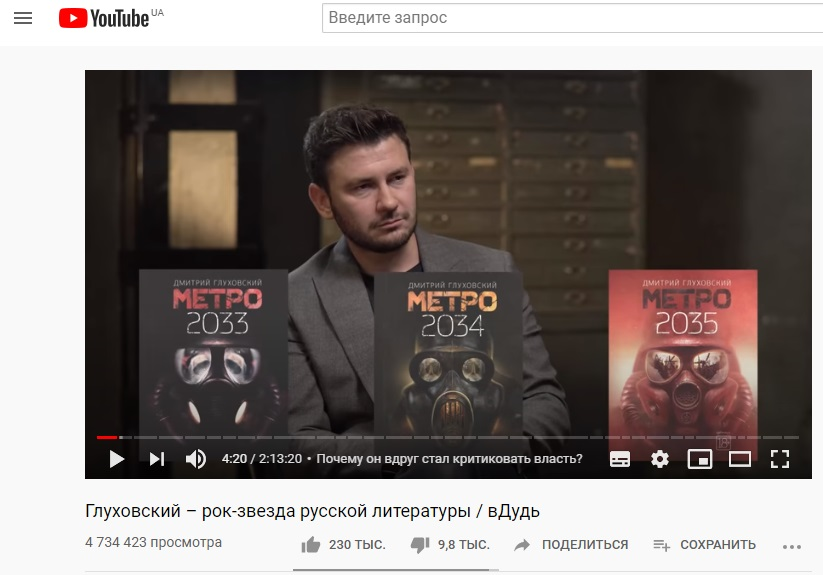 YouTube UA
Введите запрос
ДМИТРИЙ ГЛУХОВСКИЙ
МЕТРО
2033
ДМИТРИЙ ГЛУХОВСКИЙ
МЕТРО
2034
ДМИТРИЙ ГЛУХОВСКИЙ
МЕТРО
2035
4:20 / 2:13:20 • Почему он вдруг стал критиковать власть?
Глуховский – рок-звезда русской литературы / вДудь
4 734 423 просмотра
230 ТЫС.
9,8 ТЫС.
ПОДЕЛИТЬСЯ
СОХРАНИТЬ